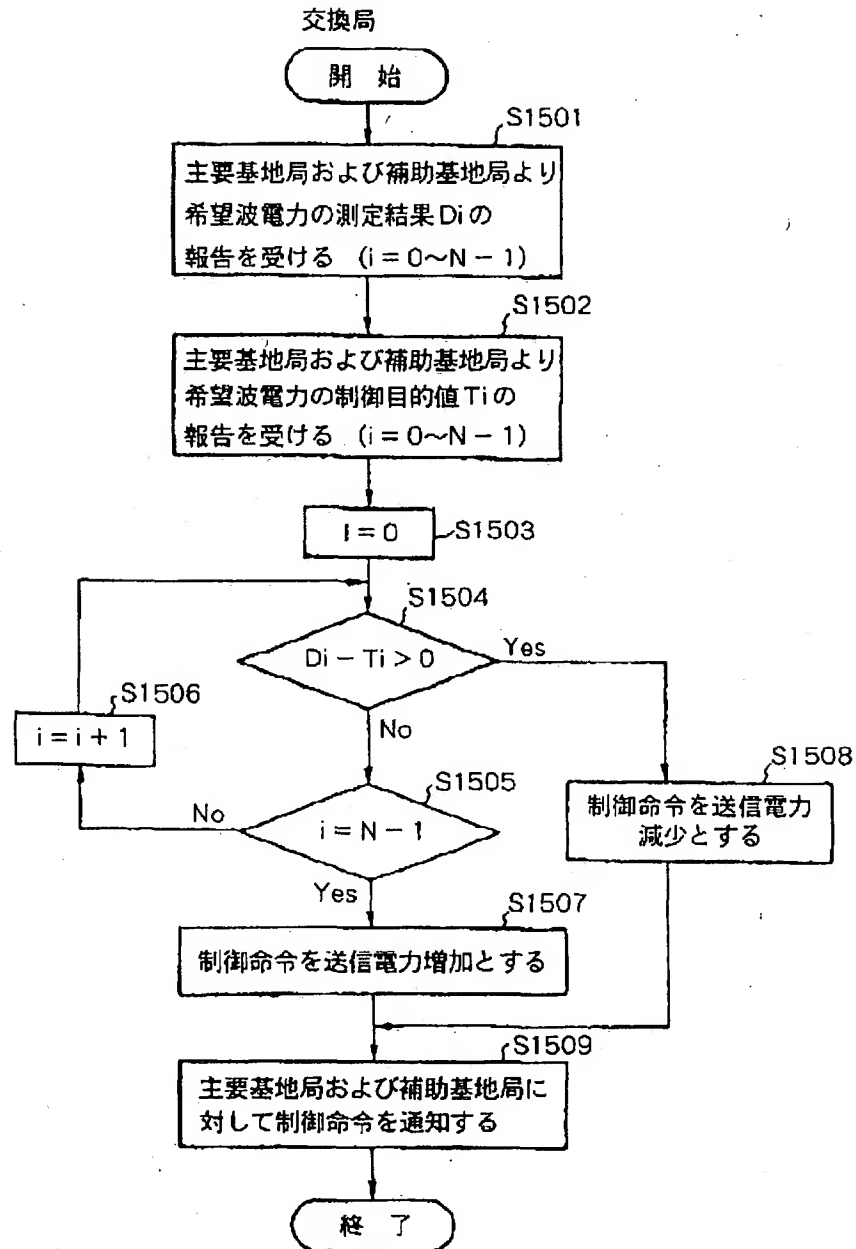 交換局
開 始
S1501
主要基地局および補助基地局より
希望波電力の測定結果Diの
報告を受ける (i=0~N-1)
S1502
主要基地局および補助基地局より
希望波電力の制御目的値Tiの
報告を受ける (i=0~N-1)
I=0
S1503
S1504
Di-Ti>0
Yes
No
S1506
i=i+1
S1505
i=N-1
No
Yes
S1508
制御命令を送信電力
減少とする
S1507
制御命令を送信電力増加とする
S1509
主要基地局および補助基地局に
対して制御命令を通知する
終 了